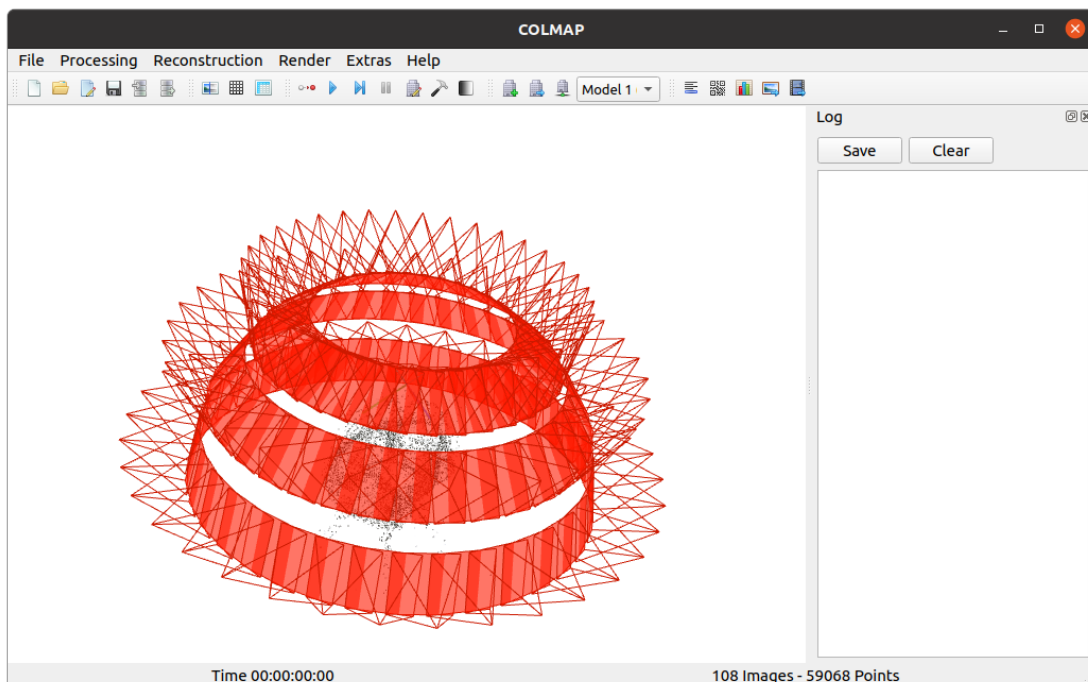 COLMAP
File Processing Reconstruction Render Extras Help
Model 1
Log
Save Clear
Time 00:00:00:00 108 Images - 59068 Points